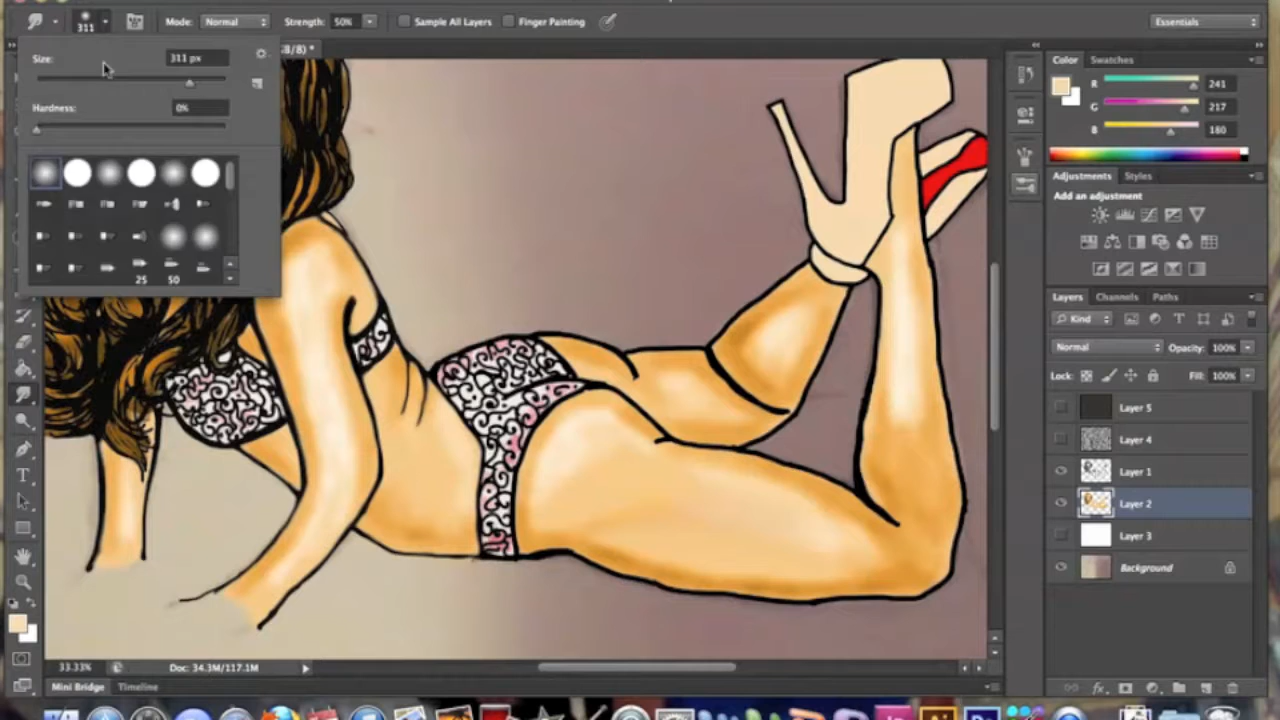 Mode: Normal Strength: 50% Sample All Layers Finger Painting Essentials
311
B/8) *
Size: 311 px
Hardness: 0%
25 50
Color Swatches
R 241
G 217
B 180
Adjustments Styles
Add an adjustment
Layers Channels Paths
Kind
Normal Opacity: 100%
Lock: Fill: 100%
Layer 5
Layer 4
Layer 1
Layer 2
Layer 3
Background
33.33% Doc: 34.3M/117.1M
Mini Bridge Timeline